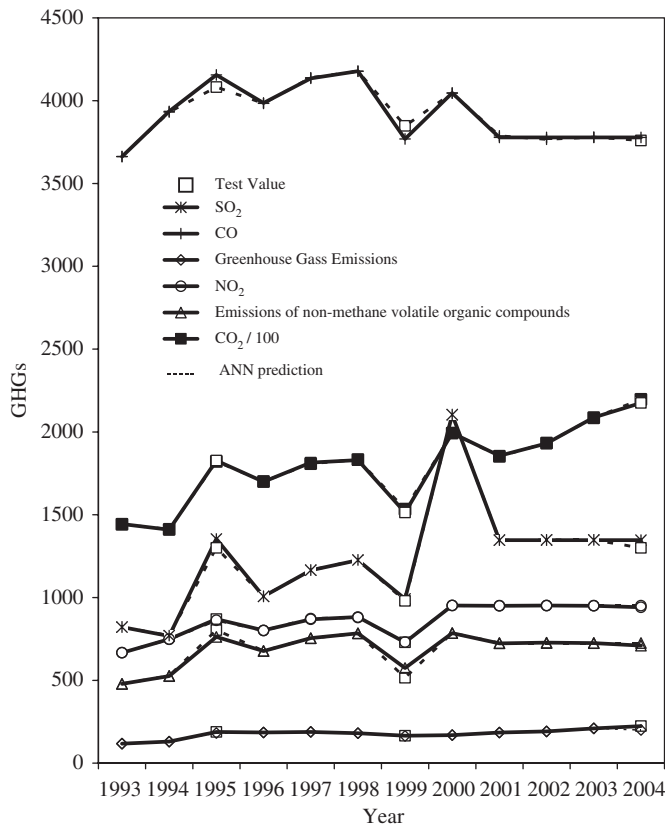 4500
4000
3500
3000
2500
2000
1500
1000
500
0
GHGs
Test Value
SO₂
CO
Greenhouse Gass Emissions
NO₂
Emissions of non-methane volatile organic compounds
CO₂ / 100
ANN prediction
1993 1994 1995 1996 1997 1998 1999 2000 2001 2002 2003 2004
Year